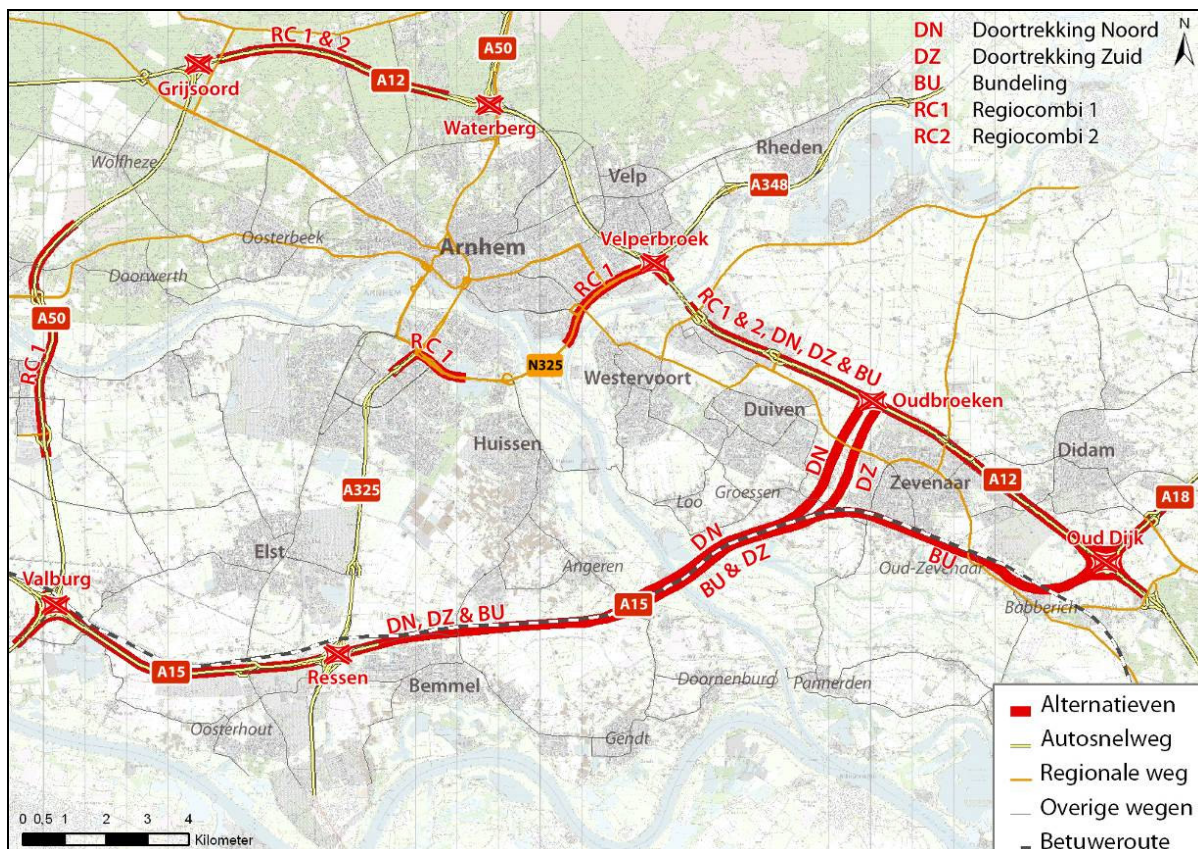 RC 1 & 2
A50
DN Doortrekking Noord
DZ Doortrekking Zuid
BU Bundeling
RC1 Regiocombi 1
RC2 Regiocombi 2
N
Grijsoord
A12
Waterberg
Wolfheze
Velp
Rheden
A348
Oosterbeek
Arnhem
Velperbroek
Doorwerth
ARNHEM
RC 1
A50
RC 1
RC 1
N325
RC1 & 2, DN, DZ & BU
Westervoort
Duiven
Oudbroeken
Huissen
DN
DZ
Didam
Zevenaar
A12
A325
Loo
Groessen
A18
Elst
DN
BU & DZ
BU
Oud Dijk
Angeren
Oud-Zevenaar
Valburg
DN, DZ & BU
A15
Babberich
A15
Ressen
Bemmel
Doornenburg
Pannerden
Oosterhout
Gendt
Alternatieven
Autosnelweg
Regionale weg
Overige wegen
Betuweroute
0 0,5 1 2 3 4
Kilometer